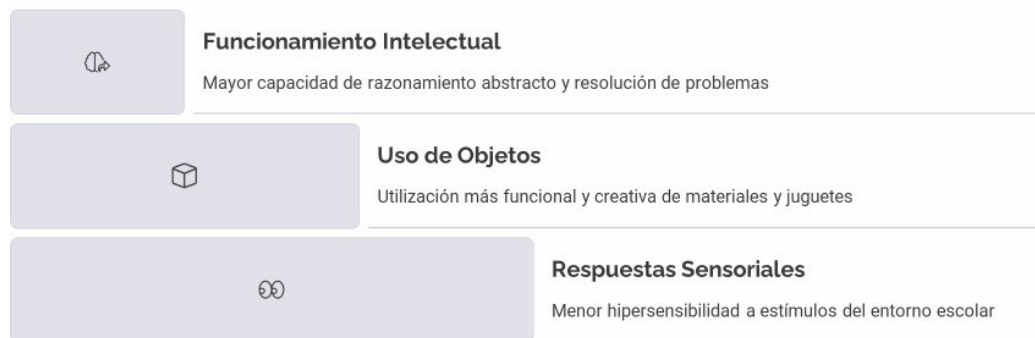 Funcionamiento Intelectual
Mayor capacidad de razonamiento abstracto y resolución de problemas
Uso de Objetos
Utilización más funcional y creativa de materiales y juguetes
Respuestas Sensoriales
Menor hipersensibilidad a estímulos del entorno escolar